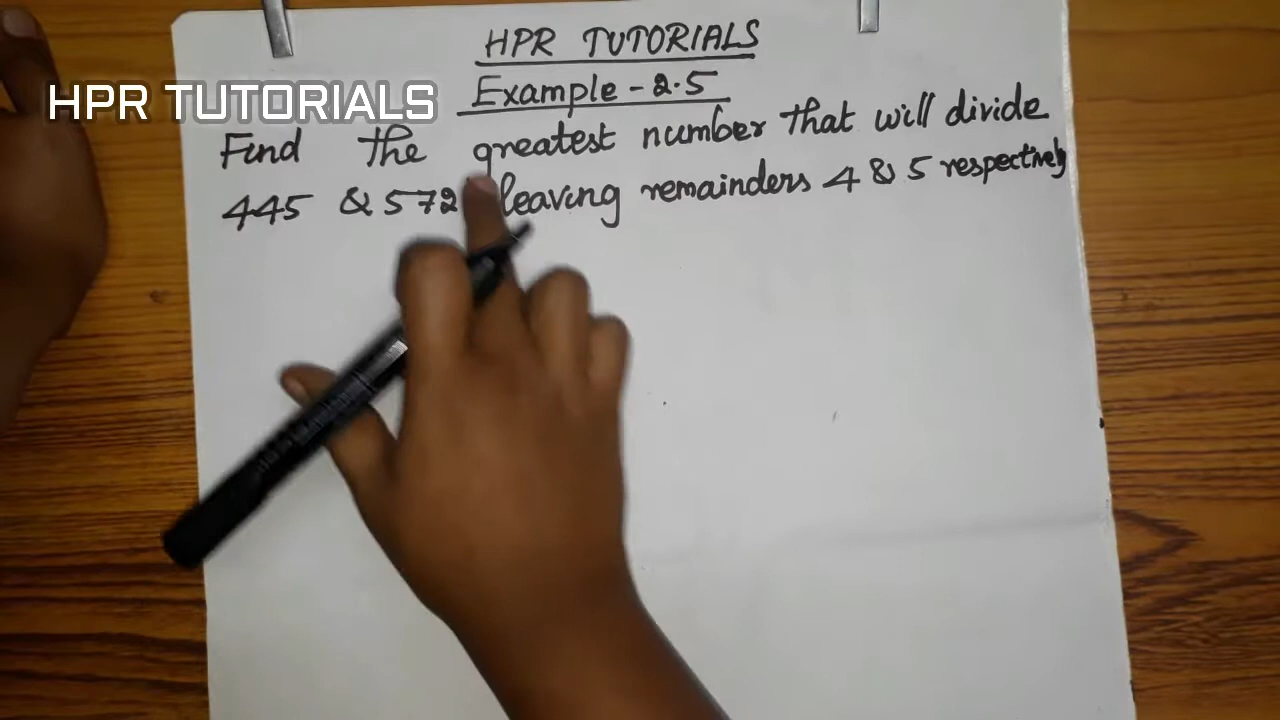 HPR TUTORIALS
HPR TUTORIALS
Example - 2.5
Find the greatest number that will divide
445 & 572 leaving remainders 4 & 5 respectively